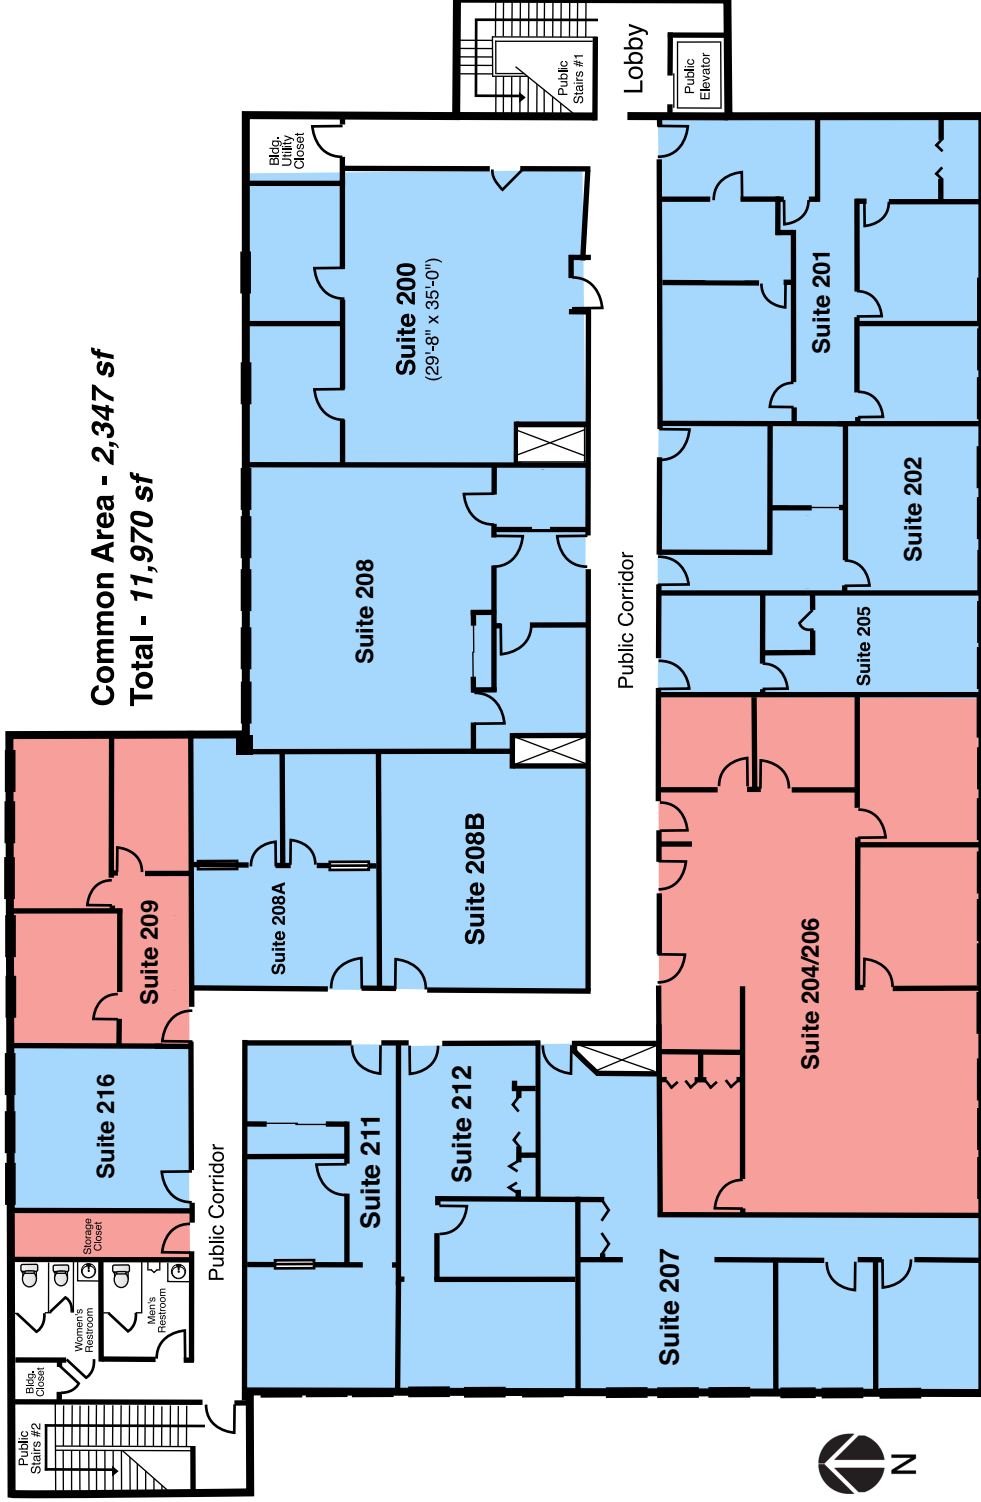 Common Area - 2,347 sf
Total - 11,970 sf
Public
Stairs #1
Lobby
Public
Elevator
Bldg.
Utility
Closet
Suite 200
(29'-8" x 35'-0")
Suite 201
Suite 208
Suite 202
Public Corridor
Suite 205
Suite 209
Suite 208A
Suite 208B
Suite 204/206
Suite 216
Suite 211
Suite 212
Storage
Closet
Public Corridor
Suite 207
Women's
Restroom
Men's
Restroom
Bldg.
Closet
Public
Stairs #2
N